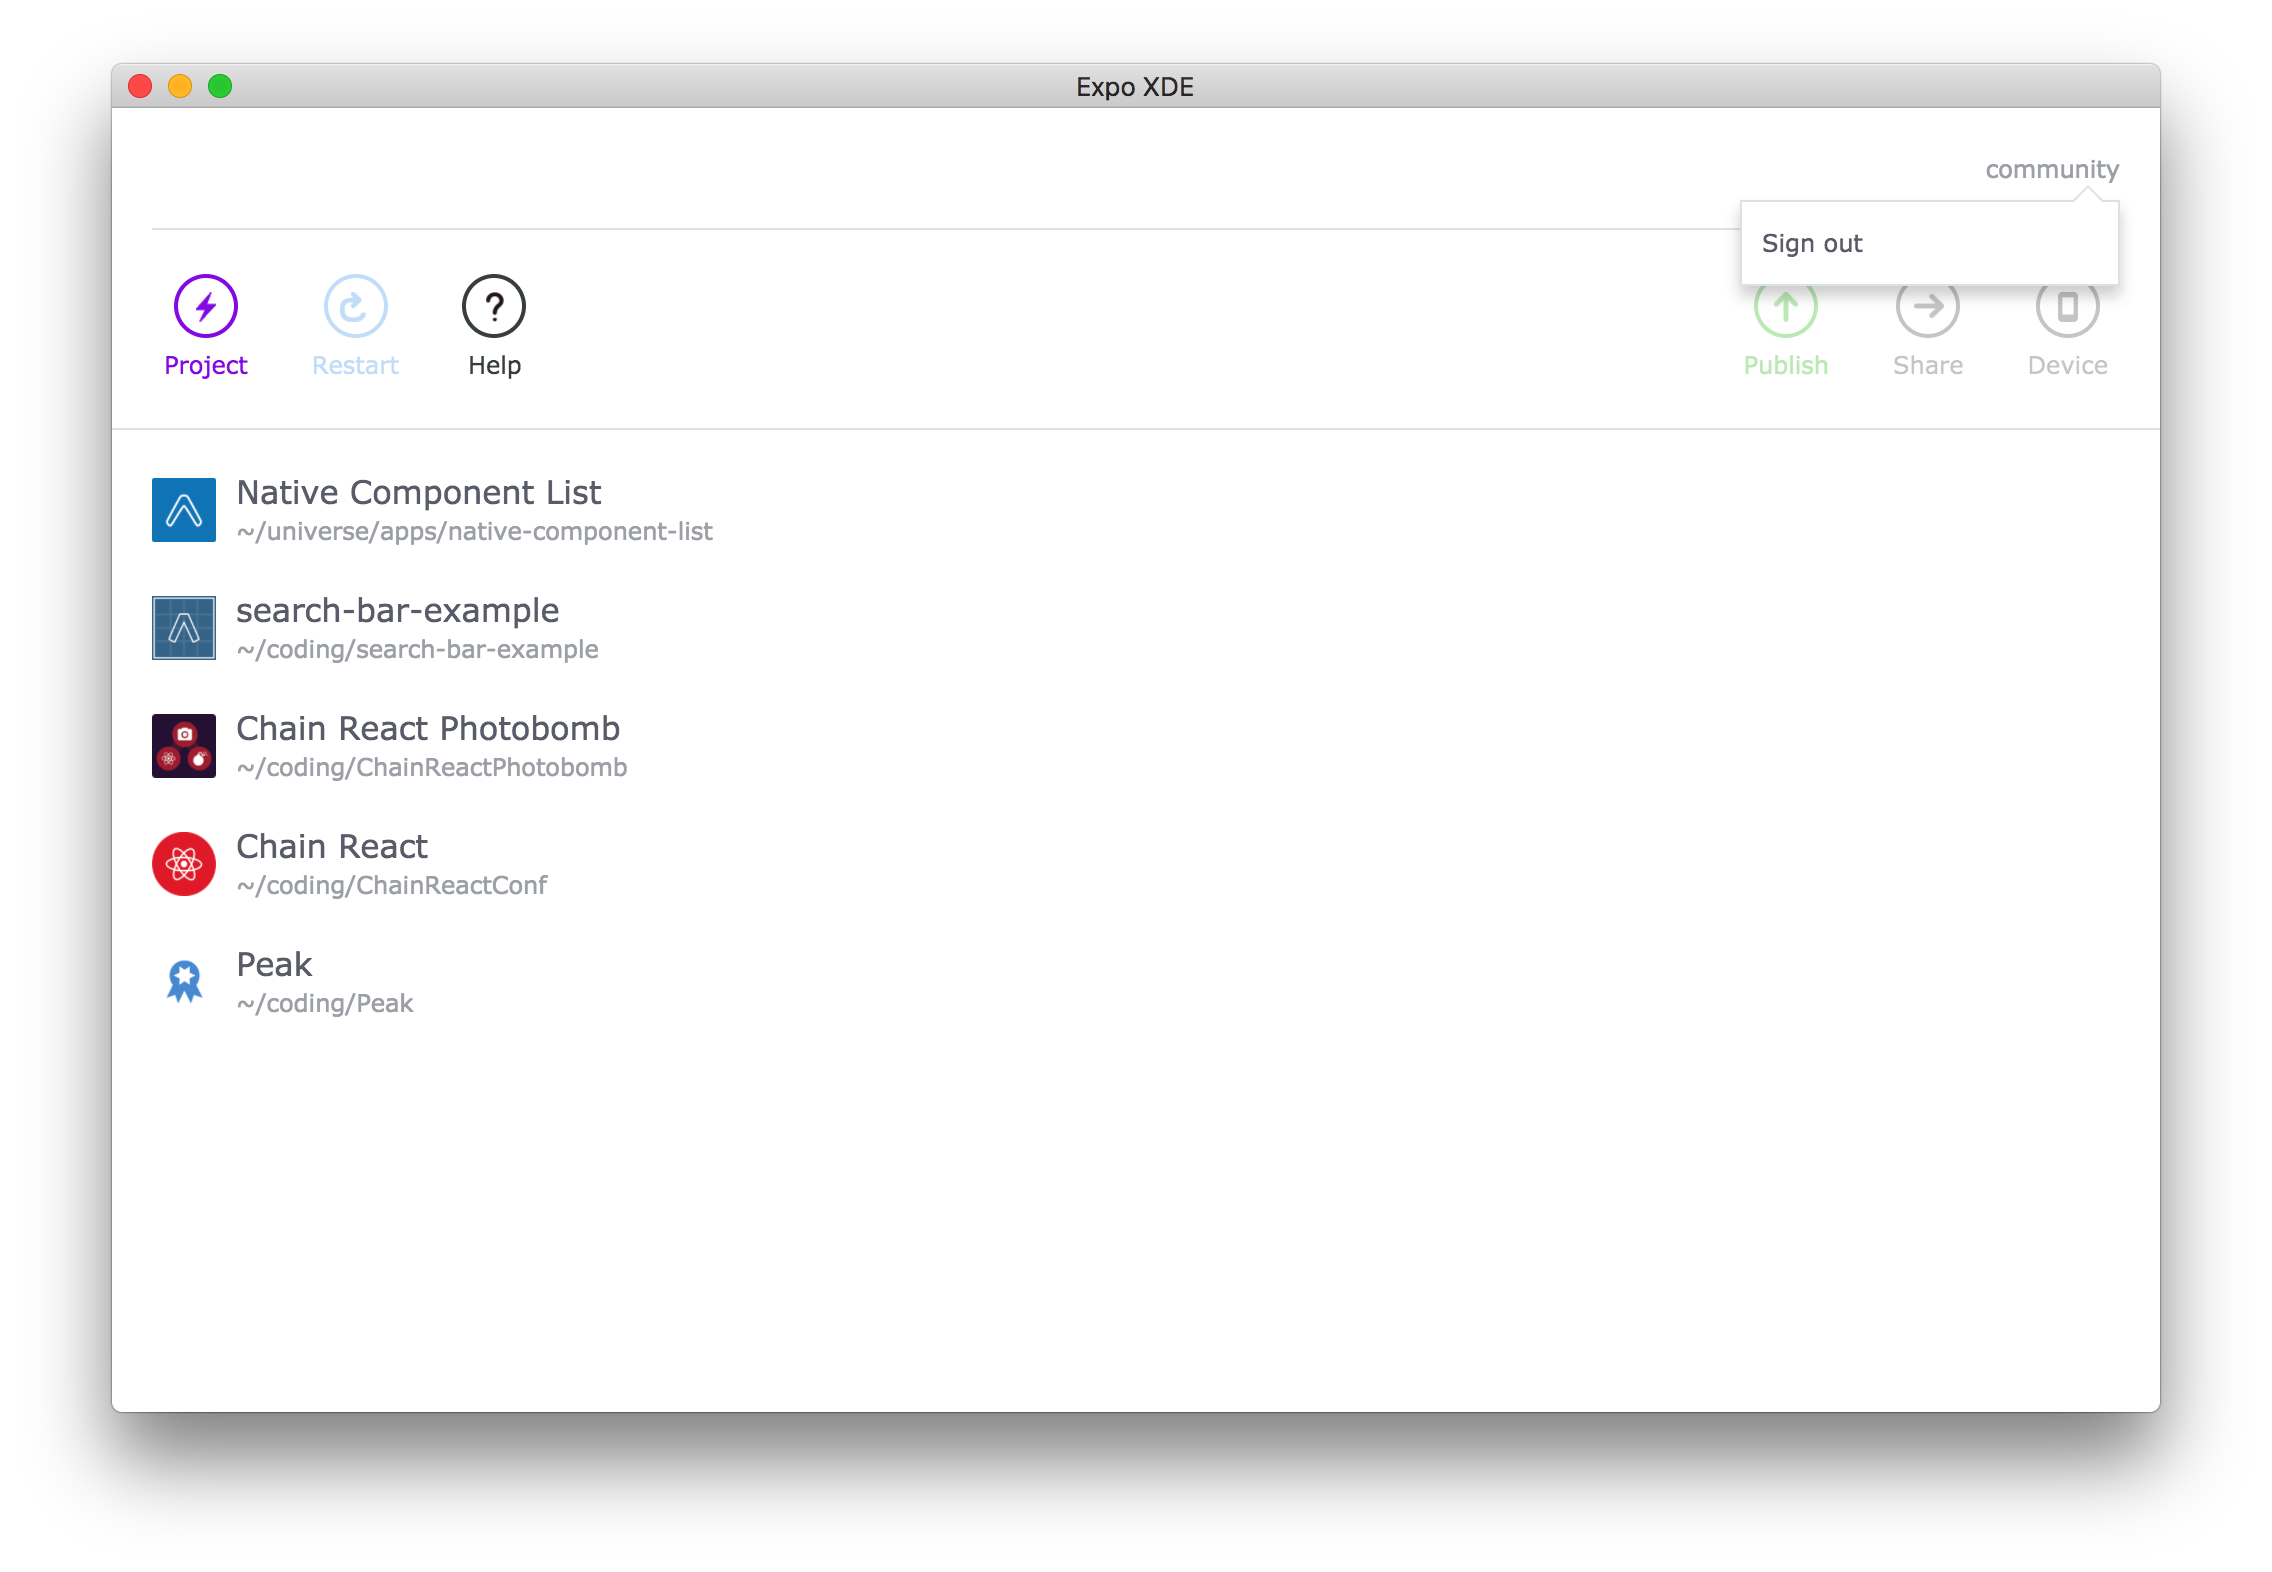 Expo XDE
community
Sign out
Project
Restart
Help
Publish
Share
Device
Native Component List
~/universe/apps/native-component-list
search-bar-example
~/coding/search-bar-example
Chain React Photobomb
~/coding/ChainReactPhotobomb
Chain React
~/coding/ChainReactConf
Peak
~/coding/Peak